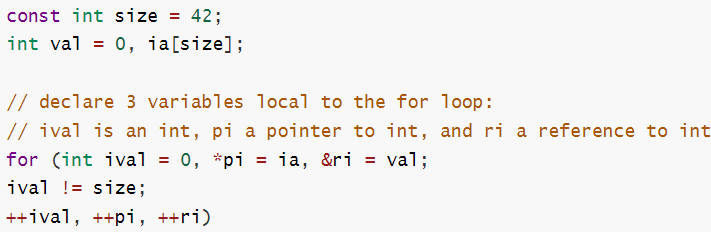 const int size = 42;
int val = 0, ia[size];
// declare 3 variables local to the for loop:
// ival is an int, pi a pointer to int, and ri a reference to int
for (int ival = 0, *pi = ia, &ri = val;
ival != size;
++ival, ++pi, ++ri)